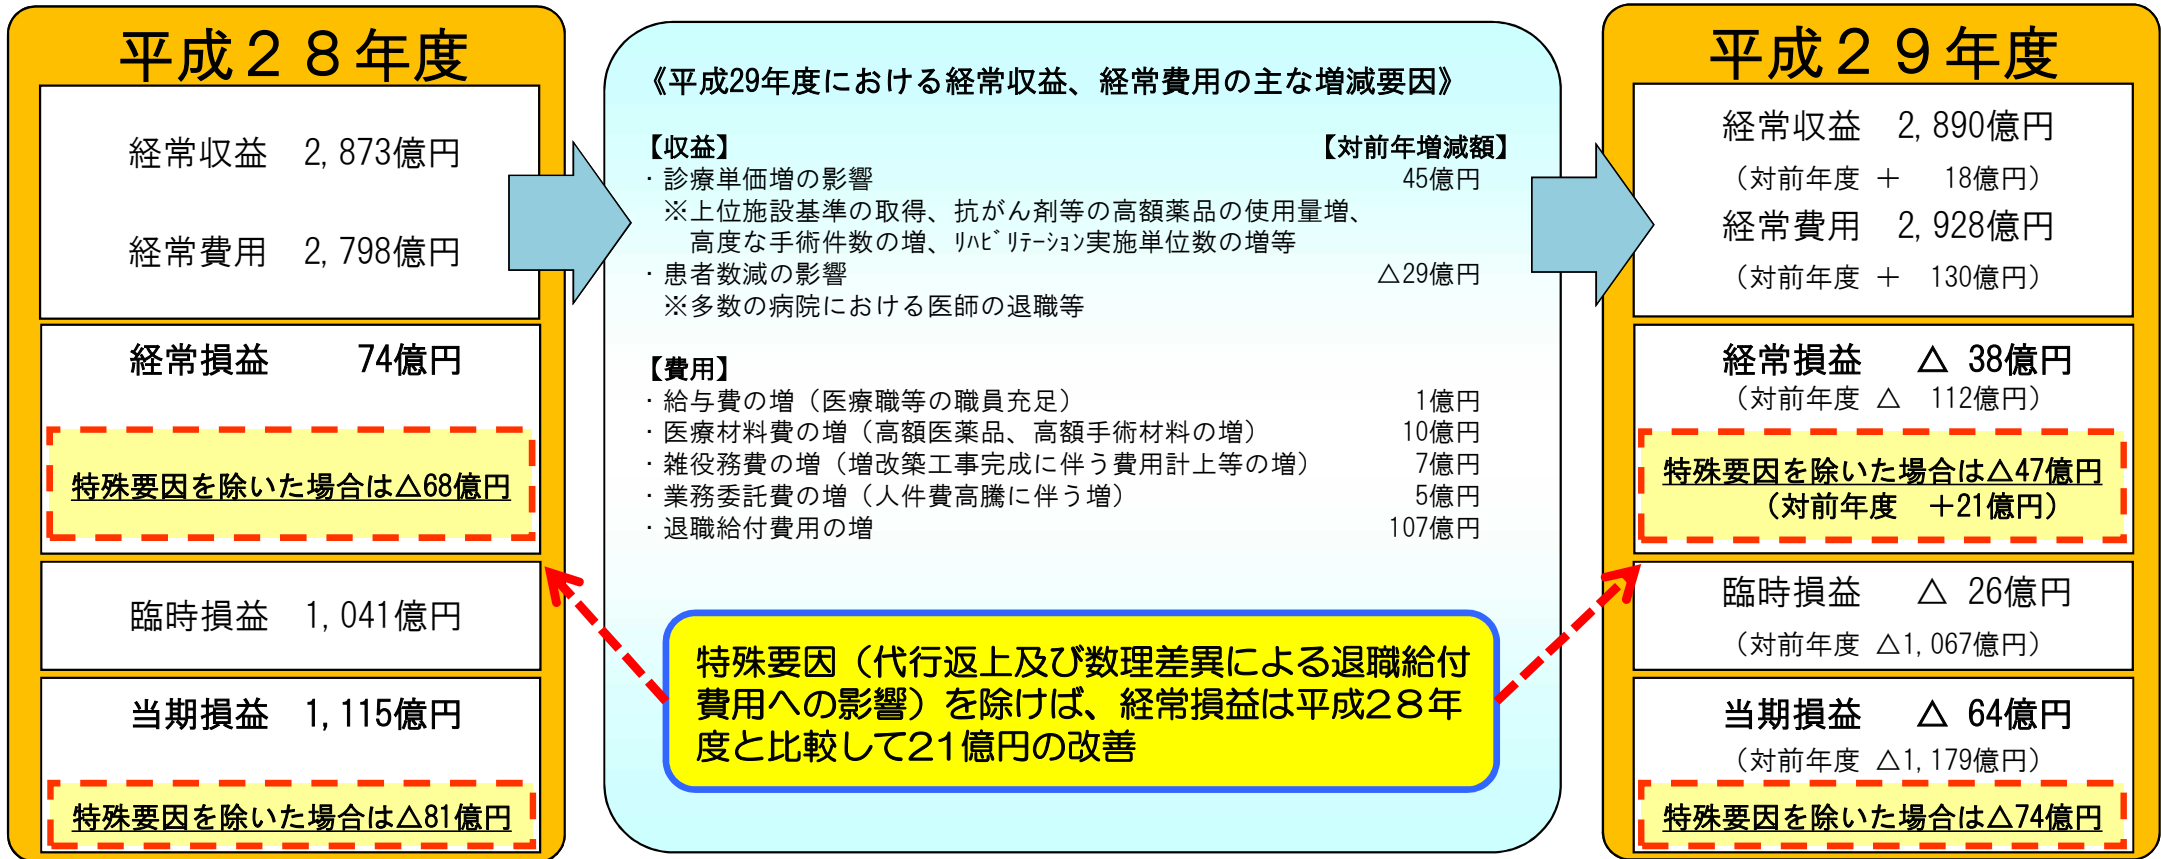 平成２８年度
経常収益　2,873億円
経常費用　2,798億円
経常損益　74億円
特殊要因を除いた場合は△68億円
臨時損益　1,041億円
当期損益　1,115億円
特殊要因を除いた場合は△81億円
《平成29年度における経常収益、経常費用の主な増減要因》
【収益】　【対前年増減額】
・診療単価増の影響　45億円
※上位施設基準の取得、抗がん剤等の高額薬品の使用量増、
高度な手術件数の増、ﾘﾊﾋﾞﾘﾃｰｼｮﾝ実施単位数の増等
・患者数減の影響　△29億円
※多数の病院における医師の退職等
【費用】
・給与費の増（医療職等の職員充足）　1億円
・医療材料費の増（高額医薬品、高額手術材料の増）　10億円
・雑役務費の増（増改築工事完成に伴う費用計上等の増）　7億円
・業務委託費の増（人件費高騰に伴う増）　5億円
・退職給付費用の増　107億円
特殊要因（代行返上及び数理差異による退職給付
費用への影響）を除けば、経常損益は平成２８年
度と比較して21億円の改善
平成２９年度
経常収益　2,890億円
（対前年度　＋　18億円）
経常費用　2,928億円
（対前年度　＋　130億円）
経常損益　△　38億円
（対前年度　△　112億円）
特殊要因を除いた場合は△47億円
（対前年度　＋21億円）
臨時損益　△　26億円
（対前年度　△1,067億円）
当期損益　△　64億円
（対前年度　△1,179億円）
特殊要因を除いた場合は△74億円